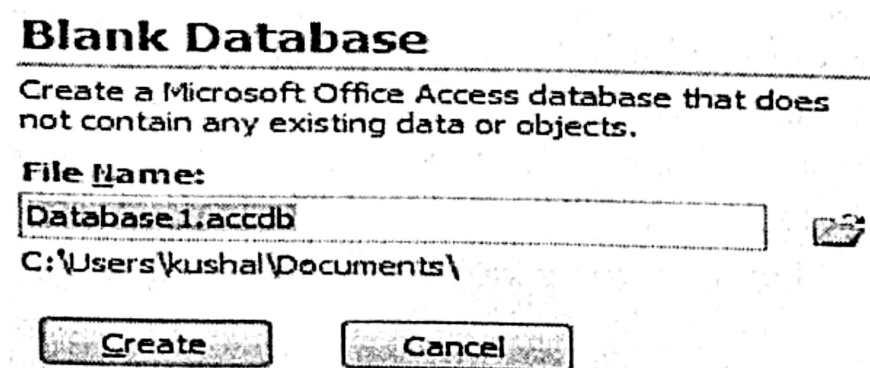 Blank Database
Create a Microsoft Office Access database that does
not contain any existing data or objects.
File Name:
Database1.accdb
C:\Users\kushal\Documents\
Create Cancel